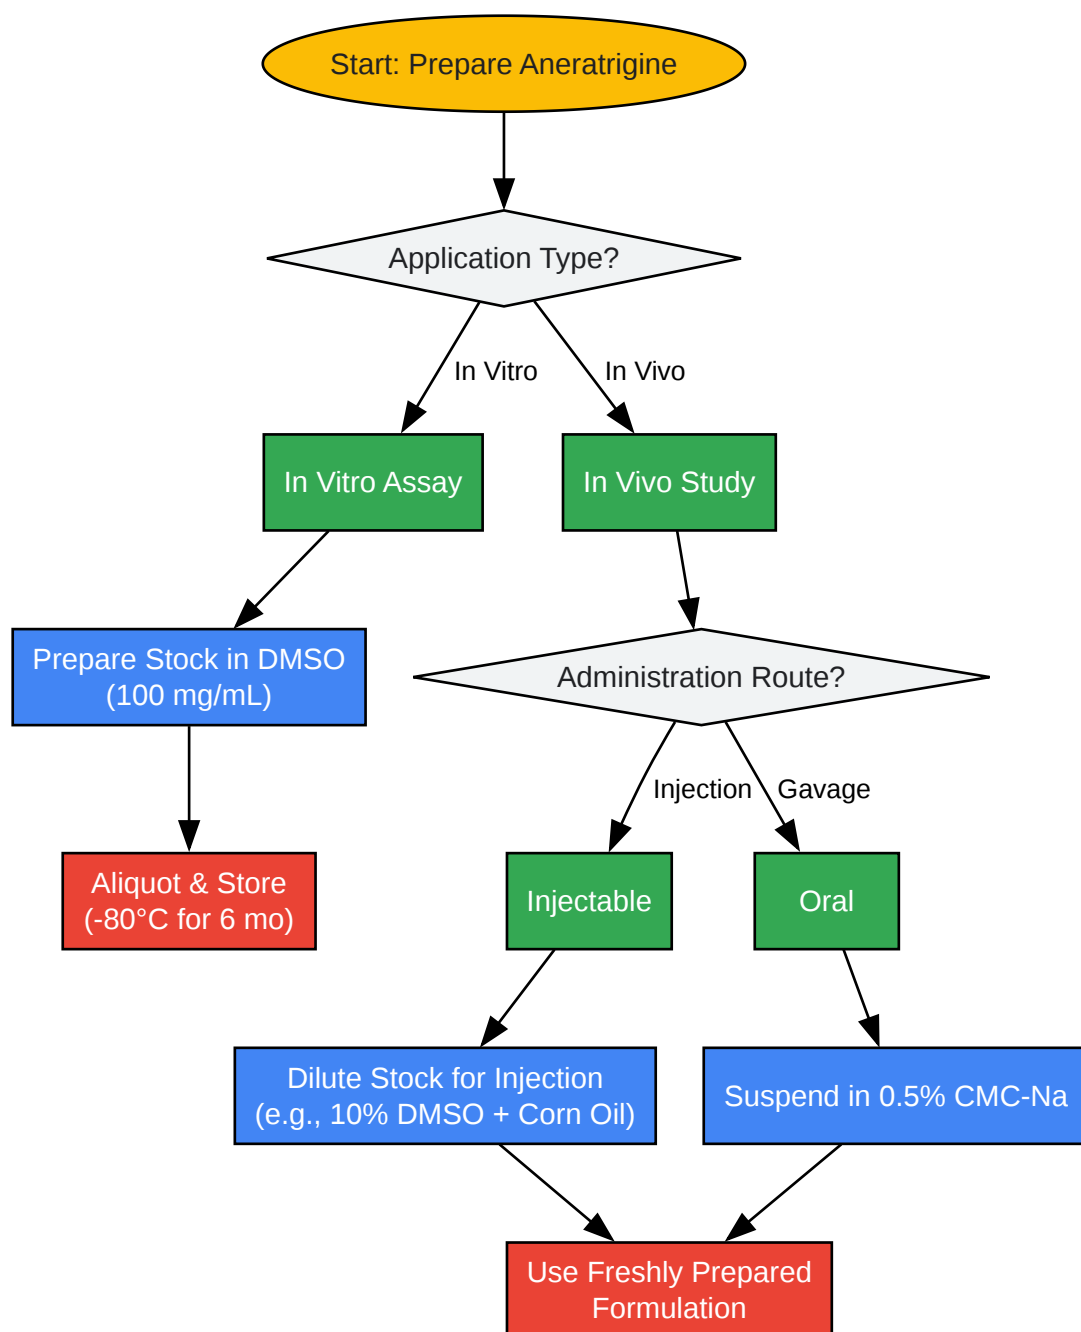 Start: Prepare Aneratrigine
Application Type?
In Vitro
In Vivo
In Vitro Assay
In Vivo Study
Prepare Stock in DMSO
(100 mg/mL)
Administration Route?
Injection
Gavage
Aliquot & Store
(-80°C for 6 mo)
Injectable
Oral
Dilute Stock for Injection
(e.g., 10% DMSO + Corn Oil)
Suspend in 0.5% CMC-Na
Use Freshly Prepared
Formulation